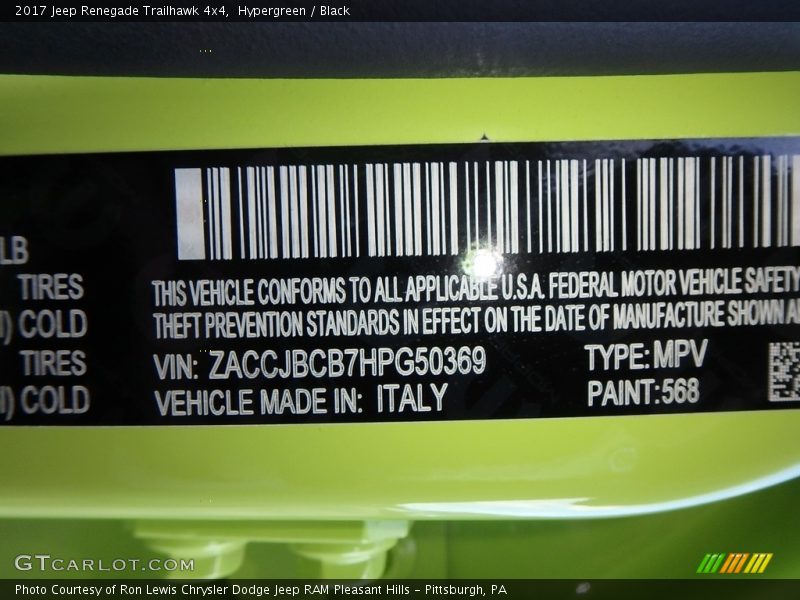 2017 Jeep Renegade Trailhawk 4x4, Hypergreen / Black
LB
TIRES
COLD
TIRES
COLD
THIS VEHICLE CONFORMS TO ALL APPLICABLE U.S.A. FEDERAL MOTOR VEHICLE SAFETY
THEFT PREVENTION STANDARDS IN EFFECT ON THE DATE OF MANUFACTURE SHOWN
VIN: ZACCJBCB7HPG50369 TYPE: MPV
VEHICLE MADE IN: ITALY PAINT: 568
GTCARLOT.COM
Photo Courtesy of Ron Lewis Chrysler Dodge Jeep RAM Pleasant Hills - Pittsburgh, PA